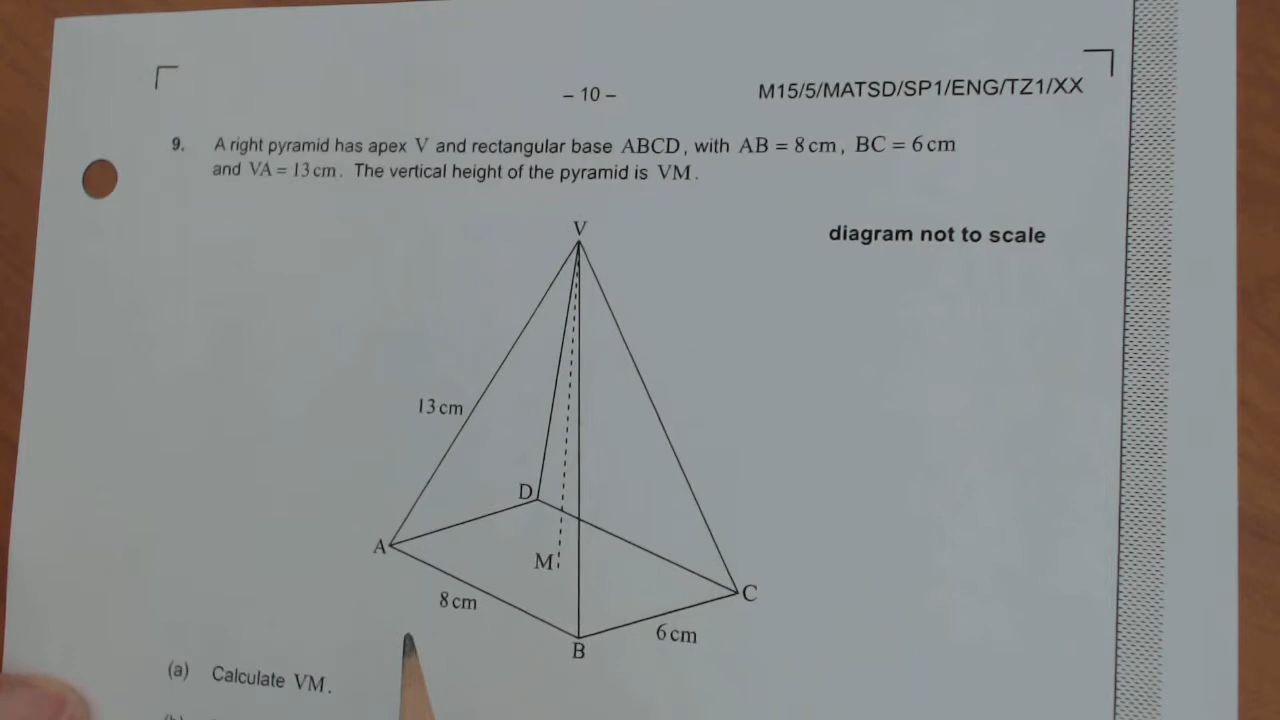 – 10 –
M15/5/MATSD/SP1/ENG/TZ1/XX
9. A right pyramid has apex V and rectangular base ABCD, with AB = 8 cm, BC = 6 cm
and VA = 13 cm. The vertical height of the pyramid is VM.
diagram not to scale
V
13 cm
D
A
M
C
8 cm
6 cm
B
(a) Calculate VM.